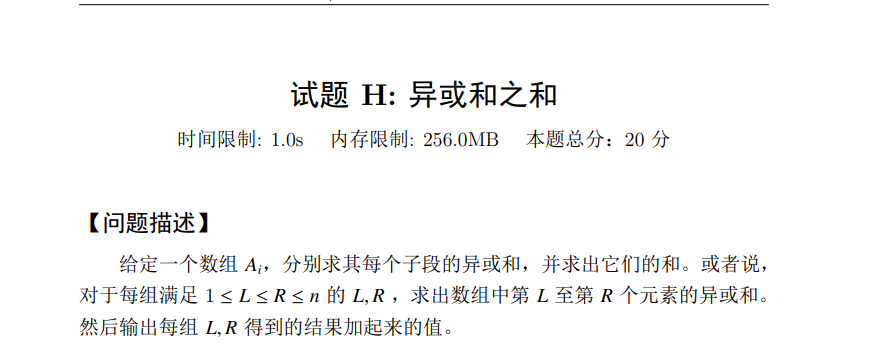 试题 H: 异或和之和
时间限制: 1.0s 内存限制: 256.0MB 本题总分：20 分
【问题描述】
给定一个数组 Ai，分别求其每个子段的异或和，并求出它们的和。或者说，
对于每组满足 1 ≤ L ≤ R ≤ n 的 L, R ，求出数组中第 L 至第 R 个元素的异或和。
然后输出每组 L, R 得到的结果加起来的值。